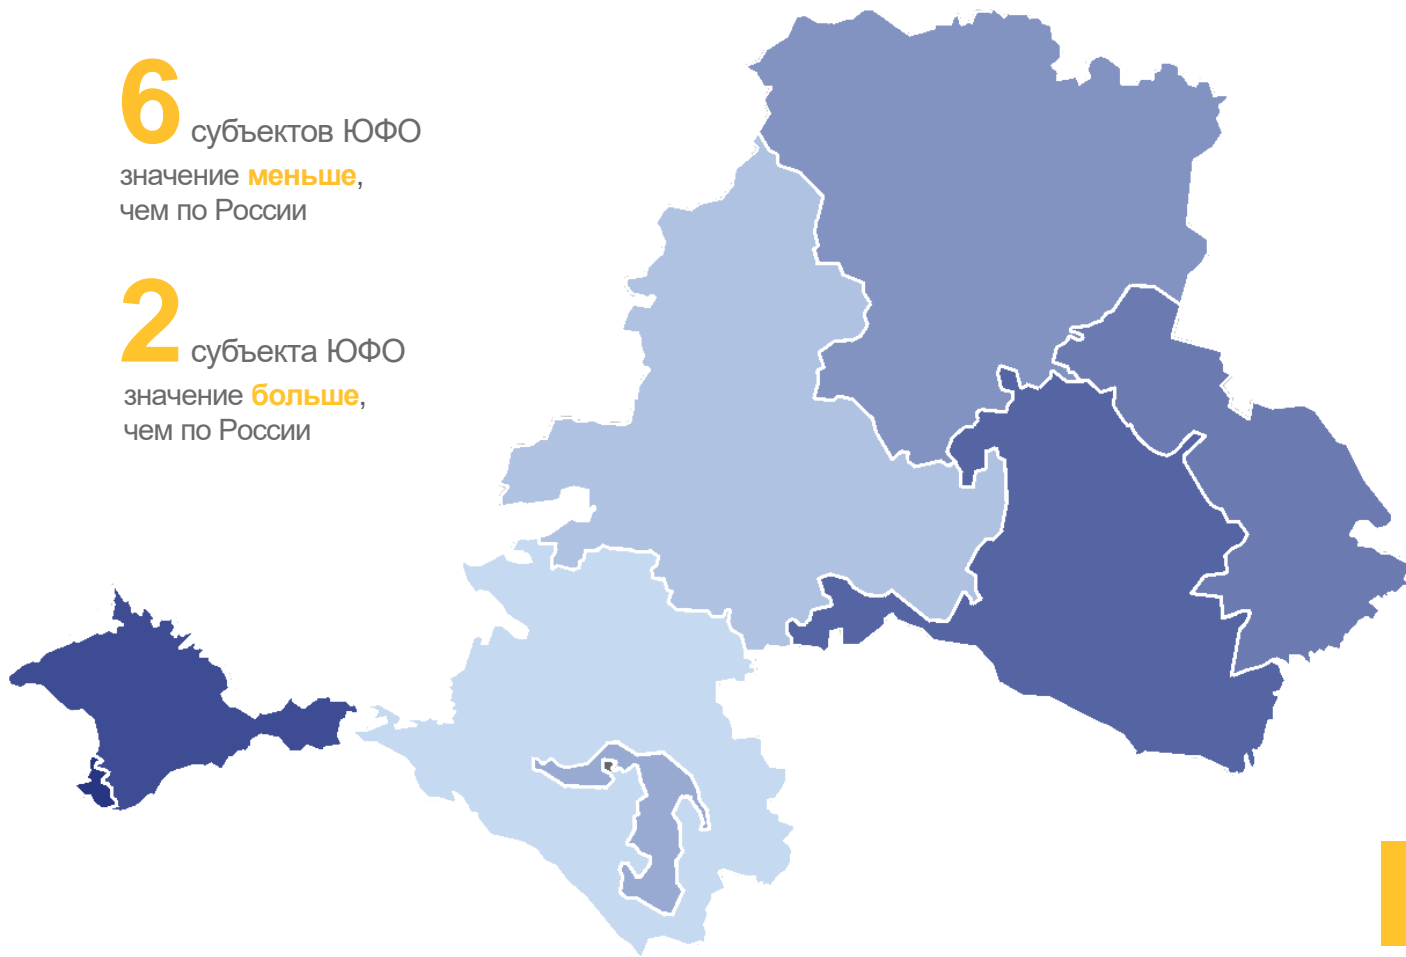 6 субъектов ЮФО
значение меньше,
чем по России
2 субъекта ЮФО
значение больше,
чем по России